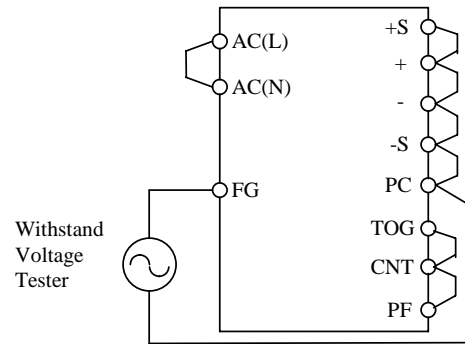 AC(L)
AC(N)
FG
Withstand
Voltage
Tester
+S
+
-
-S
PC
TOG
CNT
PF